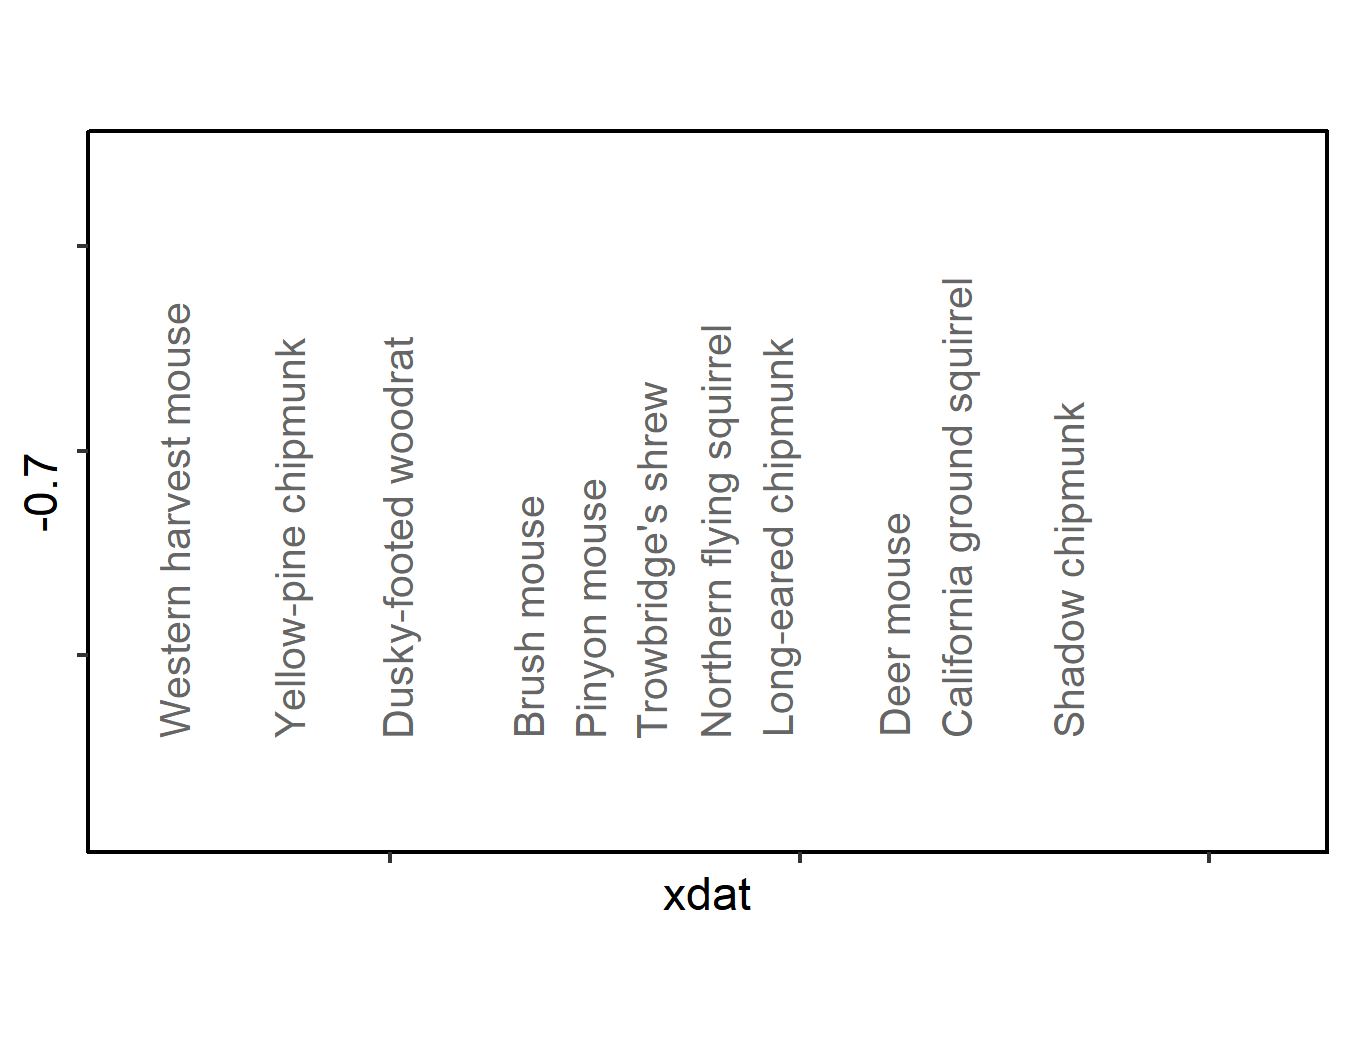 -0.7
Western harvest mouse
Yellow-pine chipmunk
Dusky-footed woodrat
Brush mouse
Pinyon mouse
Trowbridge's shrew
Northern flying squirrel
Long-eared chipmunk
Deer mouse
California ground squirrel
Shadow chipmunk
xdat